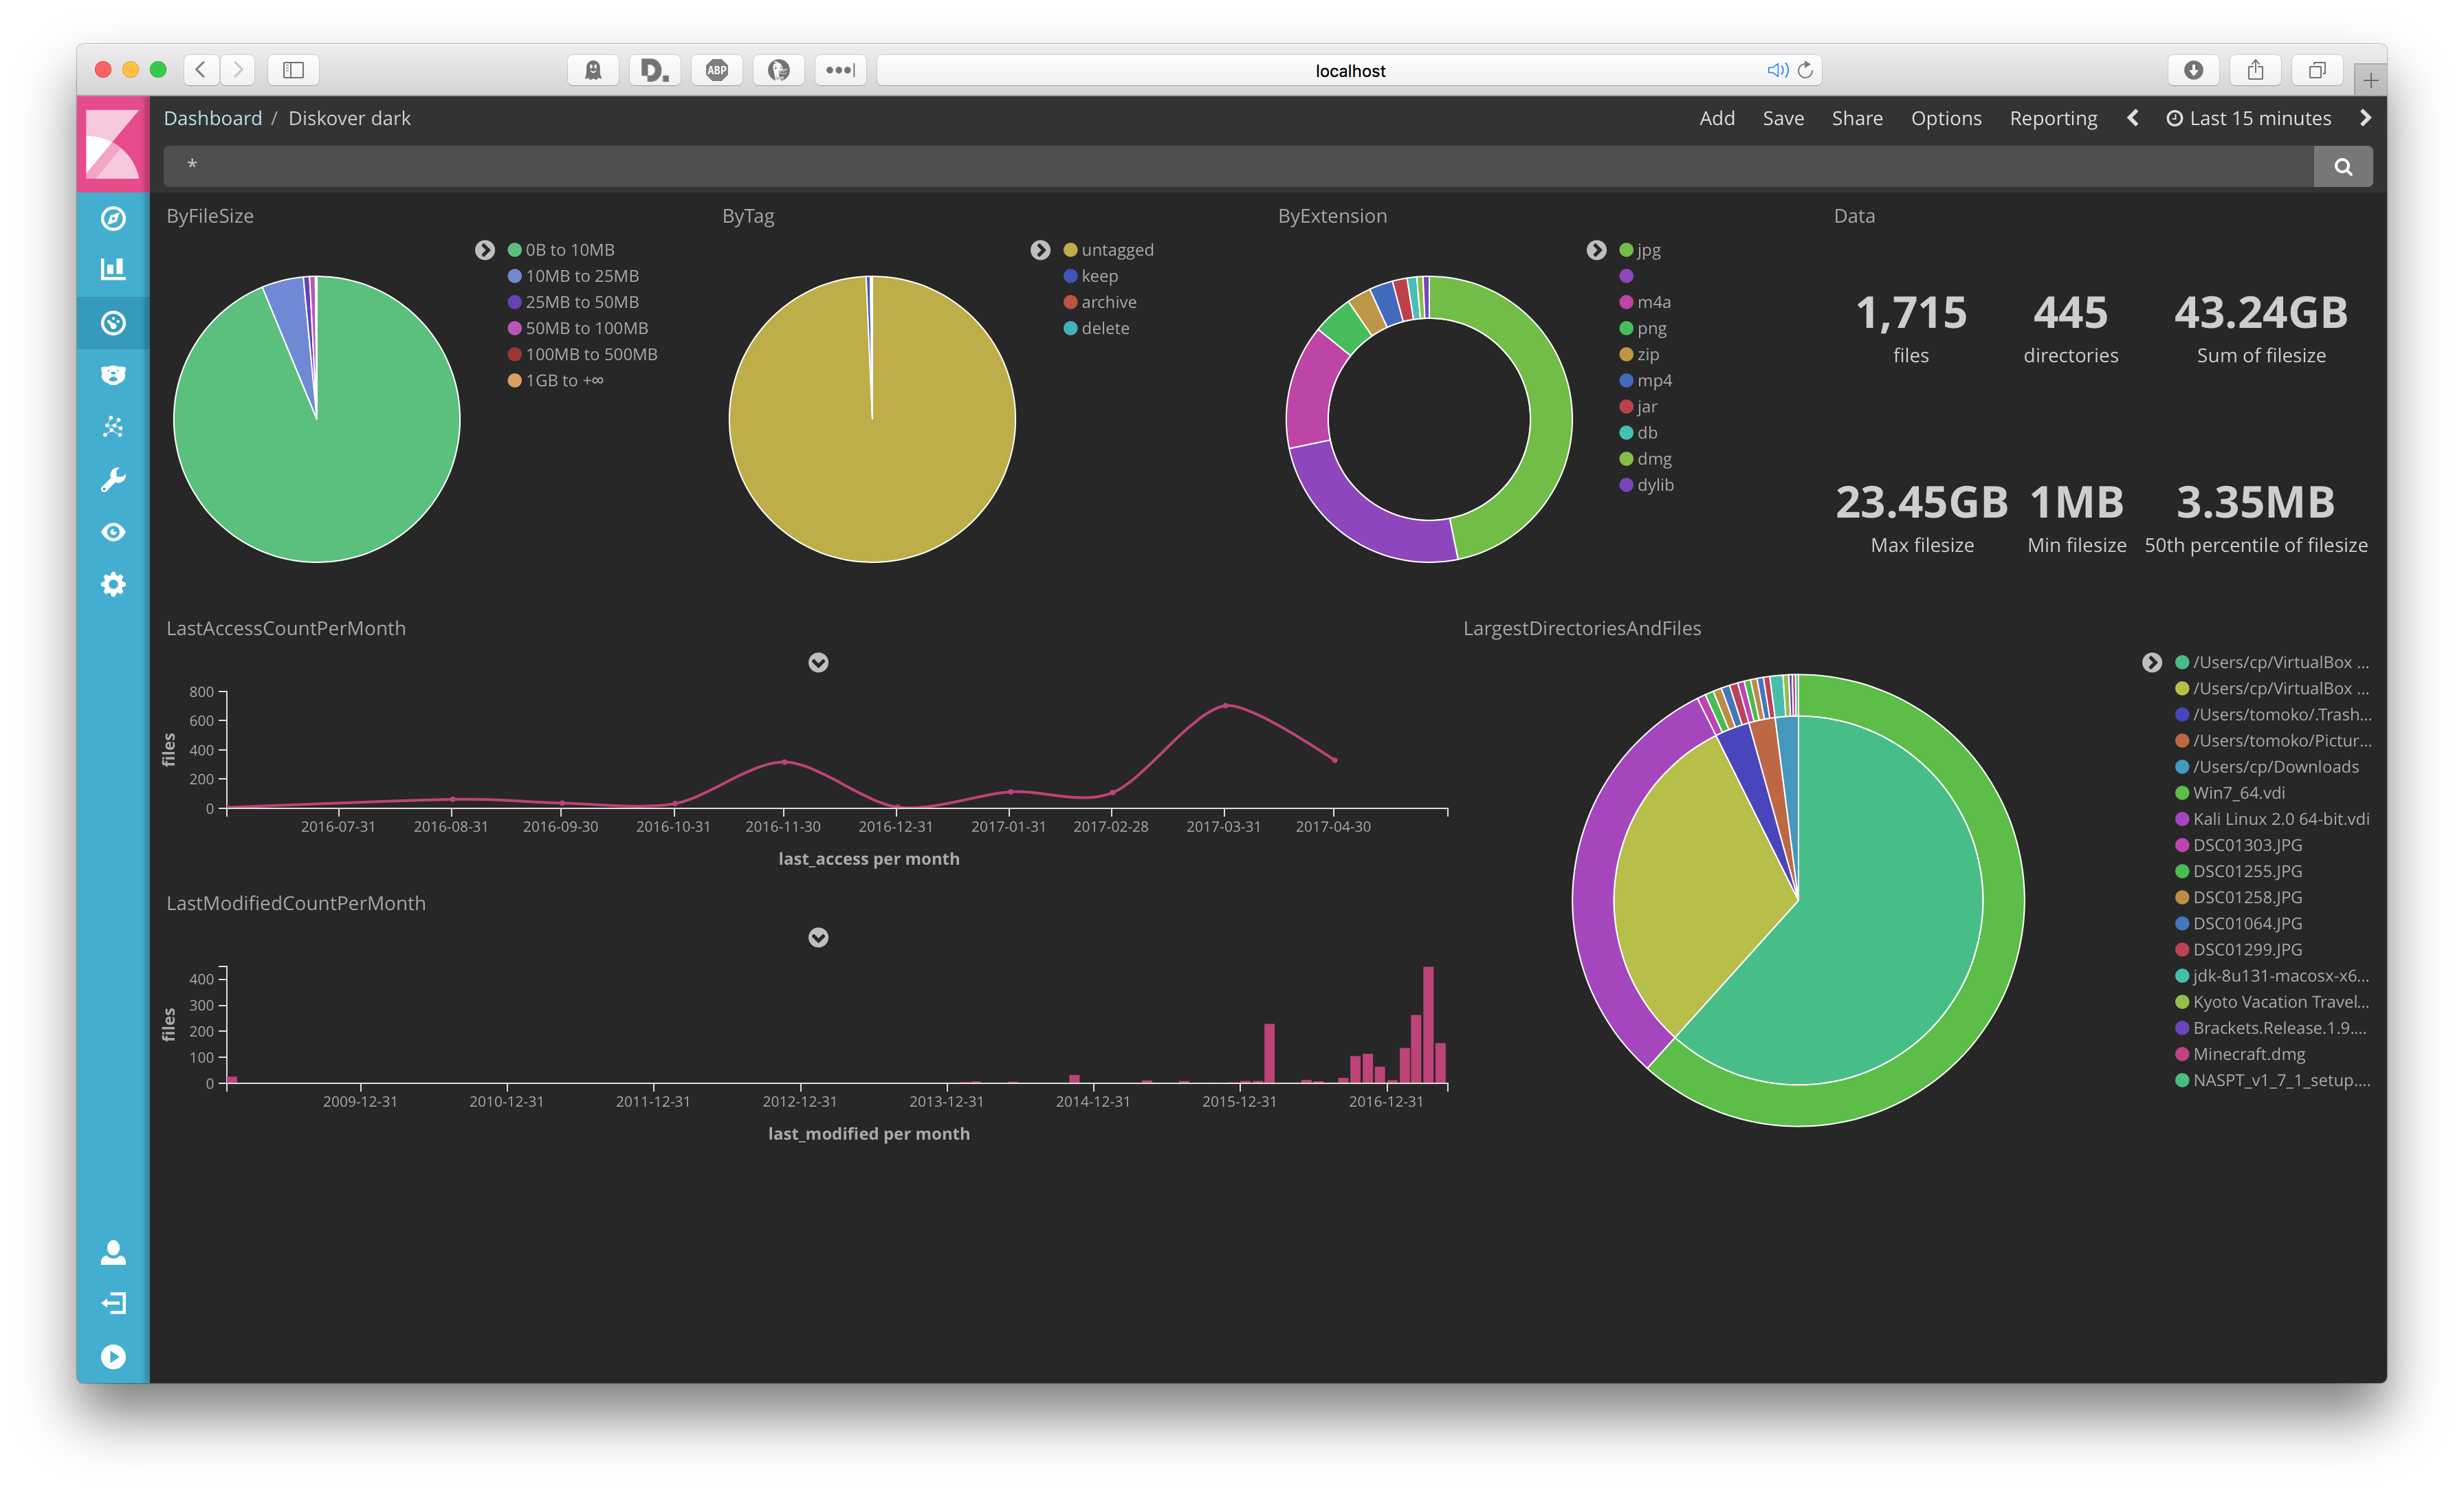 ABP
localhost
Dashboard / Diskover dark
Add Save Share Options Reporting Last 15 minutes
*
ByFileSize
0B to 10MB
10MB to 25MB
25MB to 50MB
50MB to 100MB
100MB to 500MB
1GB to +∞
ByTag
untagged
keep
archive
delete
ByExtension
jpg
m4a
png
zip
mp4
jar
db
dmg
dylib
Data
1,715 445 43.24GB
files directories Sum of filesize
23.45GB 1MB 3.35MB
Max filesize Min filesize 50th percentile of filesize
LastAccessCountPerMonth
800
600
400
200
0
files
2016-07-31 2016-08-31 2016-09-30 2016-10-31 2016-11-30 2016-12-31 2017-01-31 2017-02-28 2017-03-31 2017-04-30
last_access per month
LastModifiedCountPerMonth
400
300
200
100
0
files
2009-12-31 2010-12-31 2011-12-31 2012-12-31 2013-12-31 2014-12-31 2015-12-31 2016-12-31
last_modified per month
LargestDirectoriesAndFiles
/Users/cp/VirtualBox ...
/Users/cp/VirtualBox ...
/Users/tomoko/.Trash...
/Users/tomoko/Pictur...
/Users/cp/Downloads
Win7_64.vdi
Kali Linux 2.0 64-bit.vdi
DSC01303.JPG
DSC01255.JPG
DSC01258.JPG
DSC01064.JPG
DSC01299.JPG
jdk-8u131-macosx-x6...
Kyoto Vacation Travel...
Brackets.Release.1.9....
Minecraft.dmg
NASPT_v1_7_1_setup....